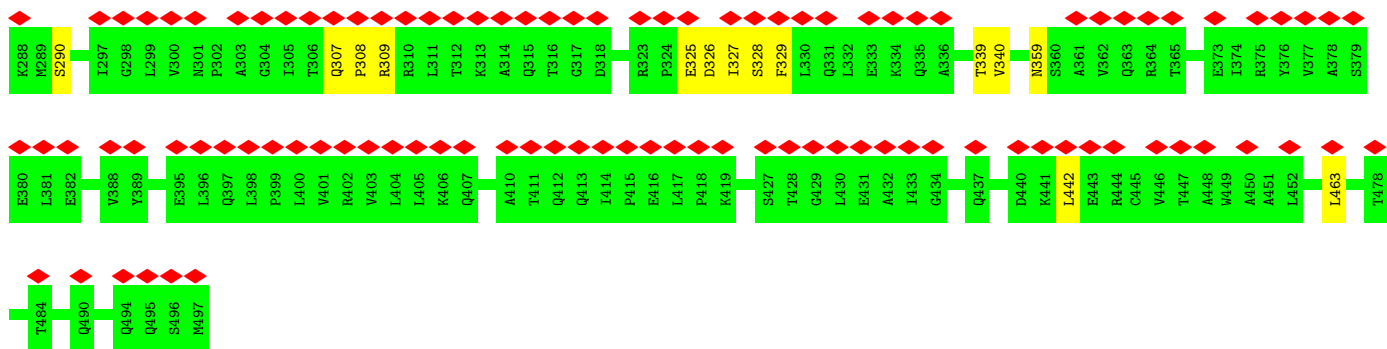 K288 M289 S290 I297 G298 L299 V300 N301 P302 A303 G304 I305 T306 Q307 P308 R309 R310 L311 T312 K313 A314 Q315 T316 G317 D318 R323 P324 E325 D326 I327 S328 F329 L330 Q331 L332 E333 K334 Q335 A336 T339 V340 N359 S360 A361 V362 Q363 R364 T365 E373 I374 R375 Y376 V377 A378 S379
E380 L381 E382 V388 Y389 E395 L396 Q397 L398 P399 L400 V401 R402 V403 L404 L405 K406 Q407 A410 T411 Q412 Q413 I414 P415 E416 L417 P418 K419 S427 T428 G429 L430 E431 A432 I433 G434 Q437 D440 K441 L442 E443 R444 C445 V446 T447 A448 W449 A450 A451 L452 L463 T478
T484 Q490 Q494 Q495 S496 M497